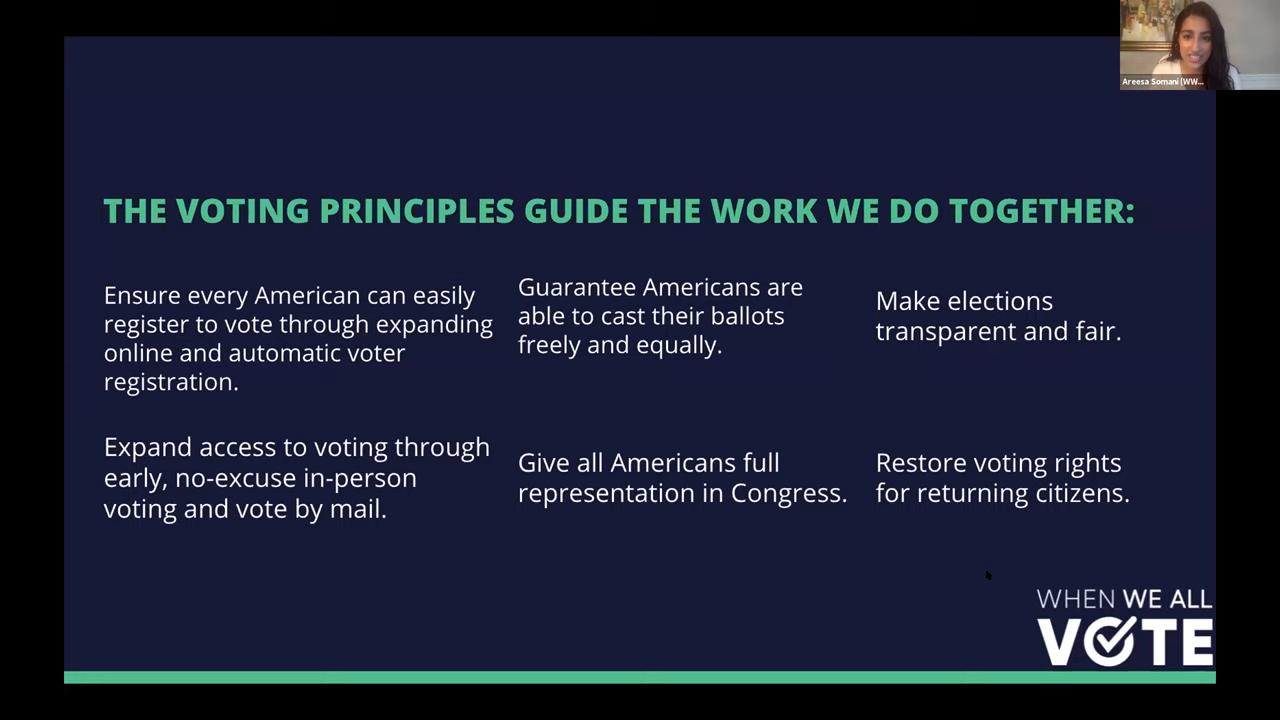 Areesa Somani (WW...
THE VOTING PRINCIPLES GUIDE THE WORK WE DO TOGETHER:
Ensure every American can easily
register to vote through expanding
online and automatic voter
registration.
Guarantee Americans are
able to cast their ballots
freely and equally.
Make elections
transparent and fair.
Expand access to voting through
early, no-excuse in-person
voting and vote by mail.
Give all Americans full
representation in Congress.
Restore voting rights
for returning citizens.
WHEN WE ALL
VOTE